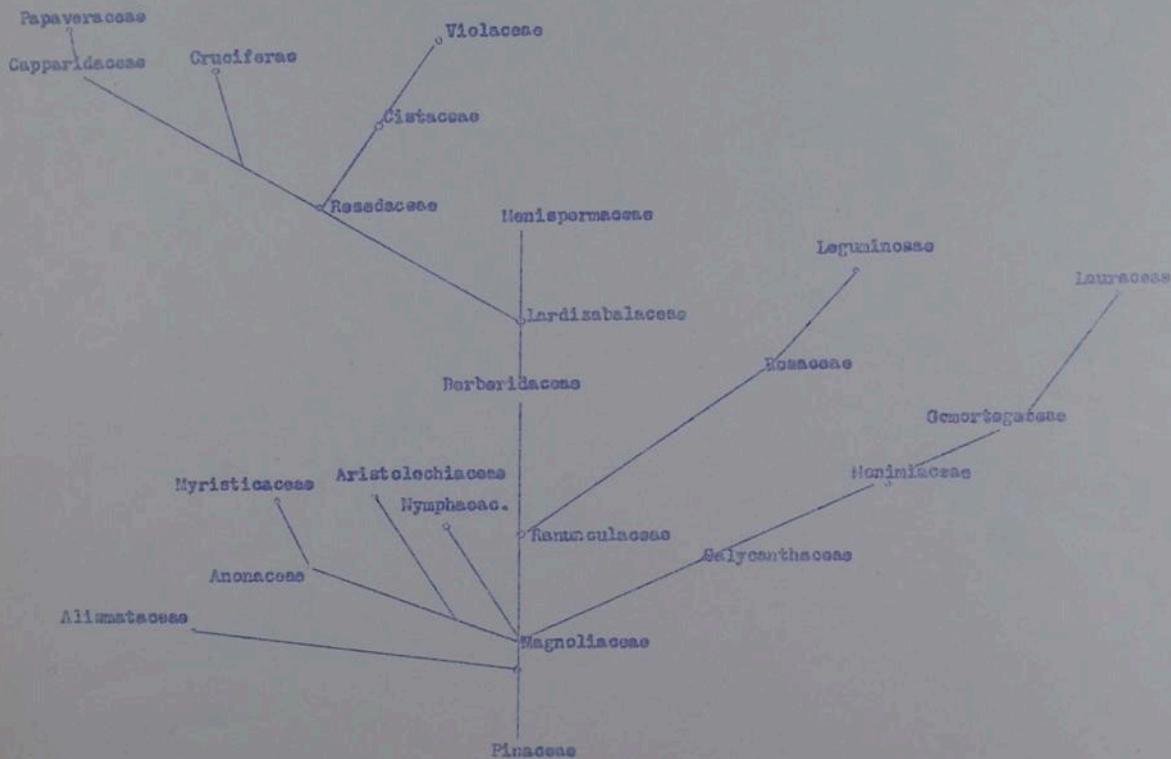 Papaveraceae
Violaceae
Capparidaceae
Cruciferae
Cistaceae
Resedaceae
Menispermaceae
Leguminosae
Lauraceae
Lardizabalaceae
Rosaceae
Berberidaceae
Gomortegaceae
Monimiaceae
Aristolochiaceae
Myristicaceae
Nymphaeac.
Ranunculaceae
Calycanthaceae
Anonaceae
Alismataceae
Magnoliaceae
Pinaceae